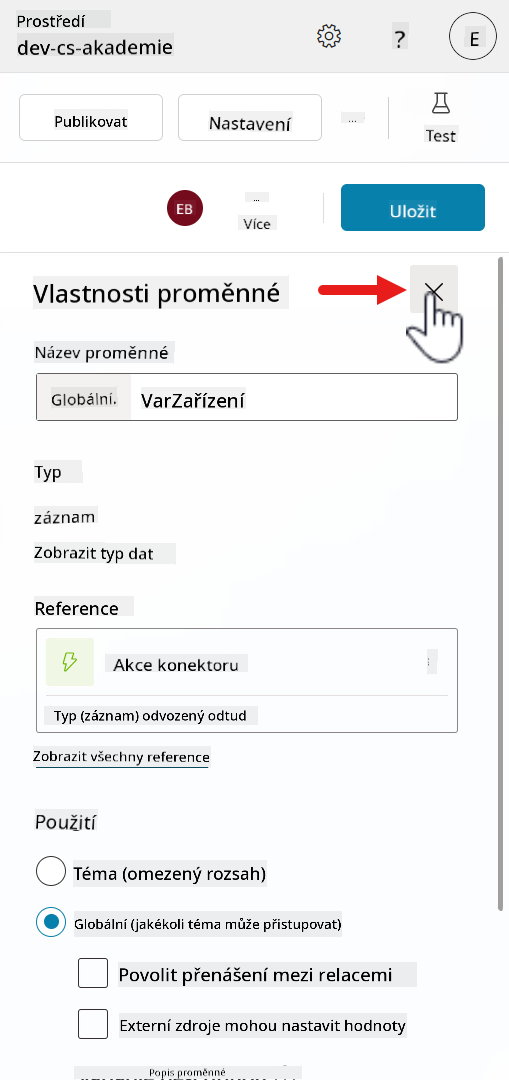 Prostředí
dev-cs-akademie
?
E
Publikovat
Nastavení
...
Test
EB
...
Více
Uložit
Vlastnosti proměnné
Název proměnné
Globální.
VarZařízení
Typ
záznam
Zobrazit typ dat
Reference
Akce konektoru
Typ (záznam) odvozený odtud
Zobrazit všechny reference
Použití
Téma (omezený rozsah)
Globální (jakékoli téma může přistupovat)
Povolit přenášení mezi relacemi
Externí zdroje mohou nastavit hodnoty
Popis proměnné